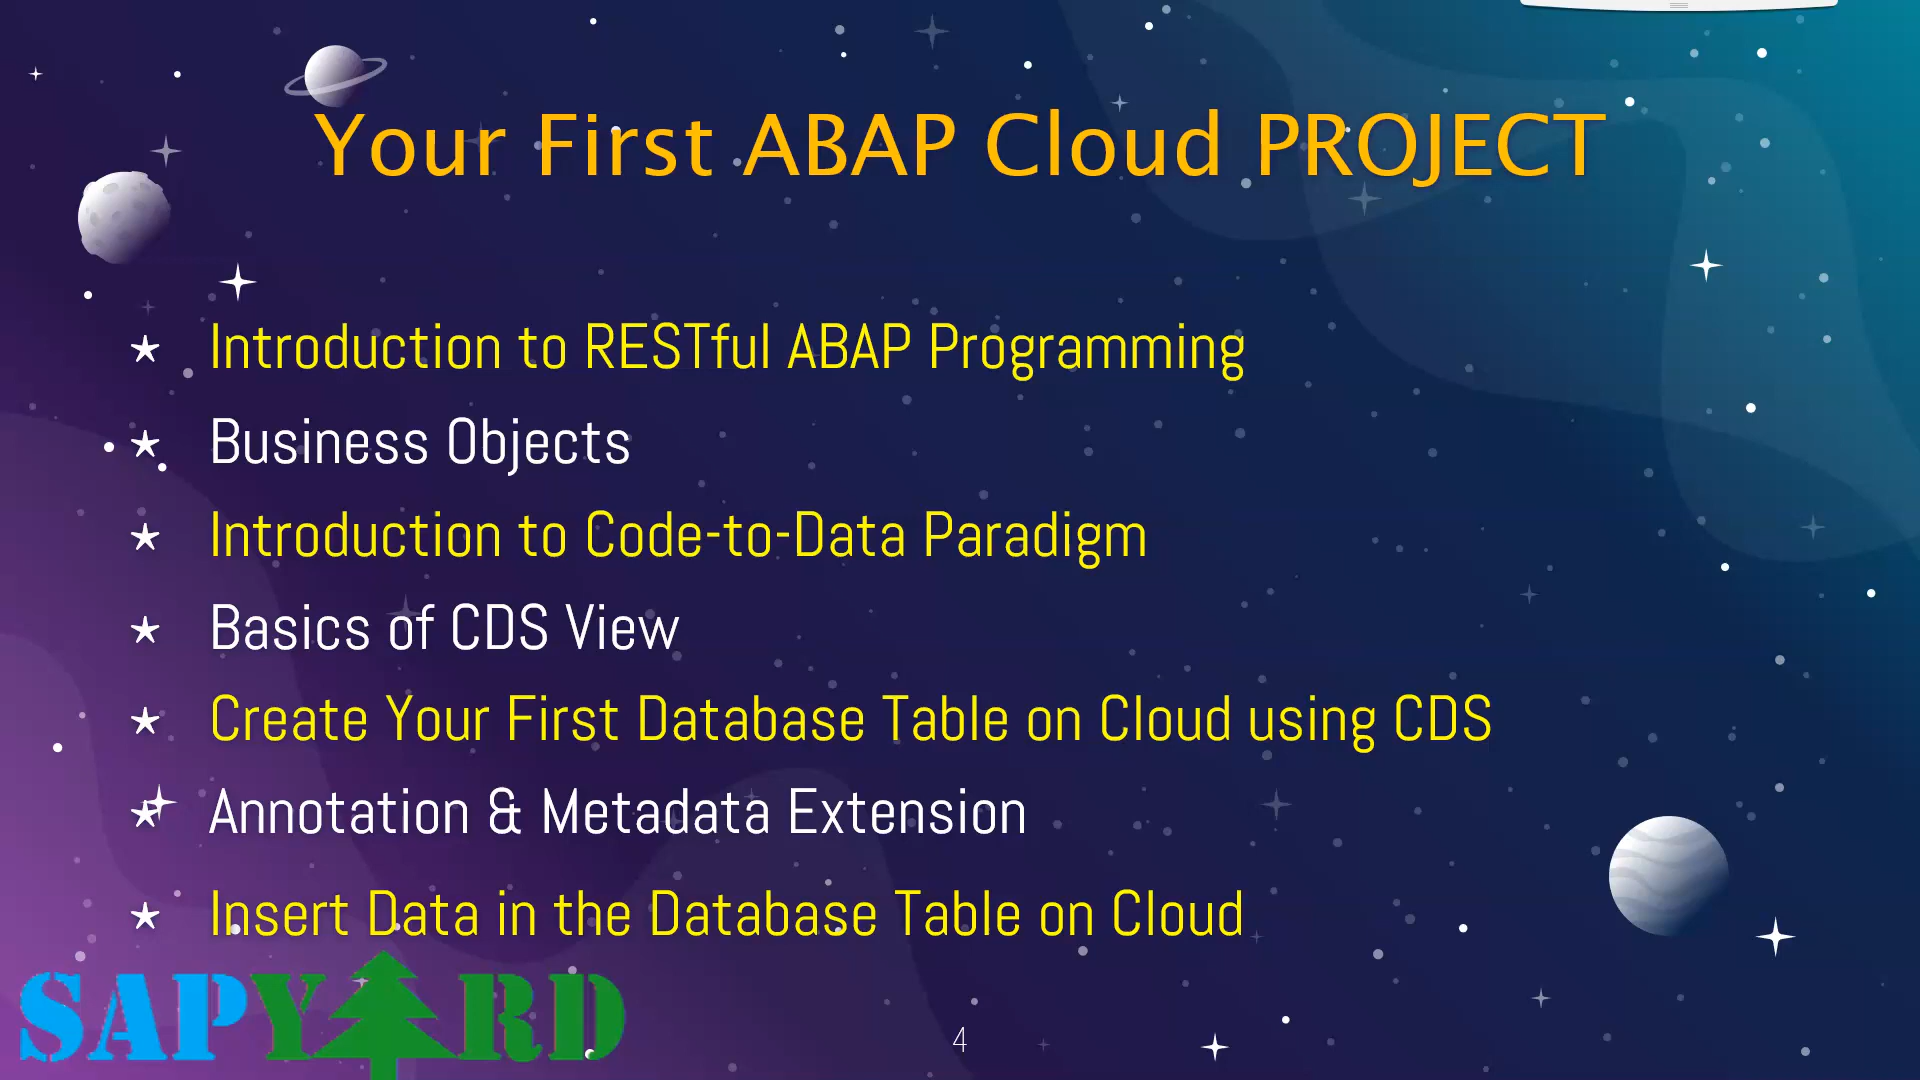 Your First ABAP Cloud PROJECT
Introduction to RESTful ABAP Programming
Business Objects
Introduction to Code-to-Data Paradigm
Basics of CDS View
Create Your First Database Table on Cloud using CDS
Annotation & Metadata Extension
Insert Data in the Database Table on Cloud
SAPYARD
4